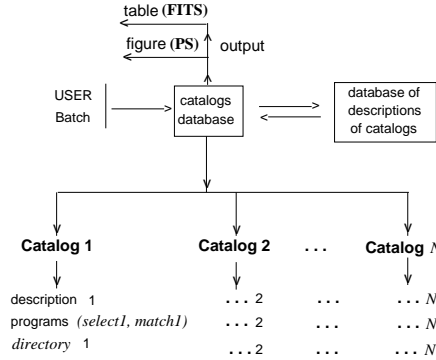 table (FITS)
figure (PS) output
USER
Batch
catalogs
database
database of
descriptions
of catalogs
Catalog 1 Catalog 2 ... Catalog N
description 1 ... 2 ... ... N
programs (select1, match1) ... 2 ... ... N
directory 1 ... 2 ... ... N